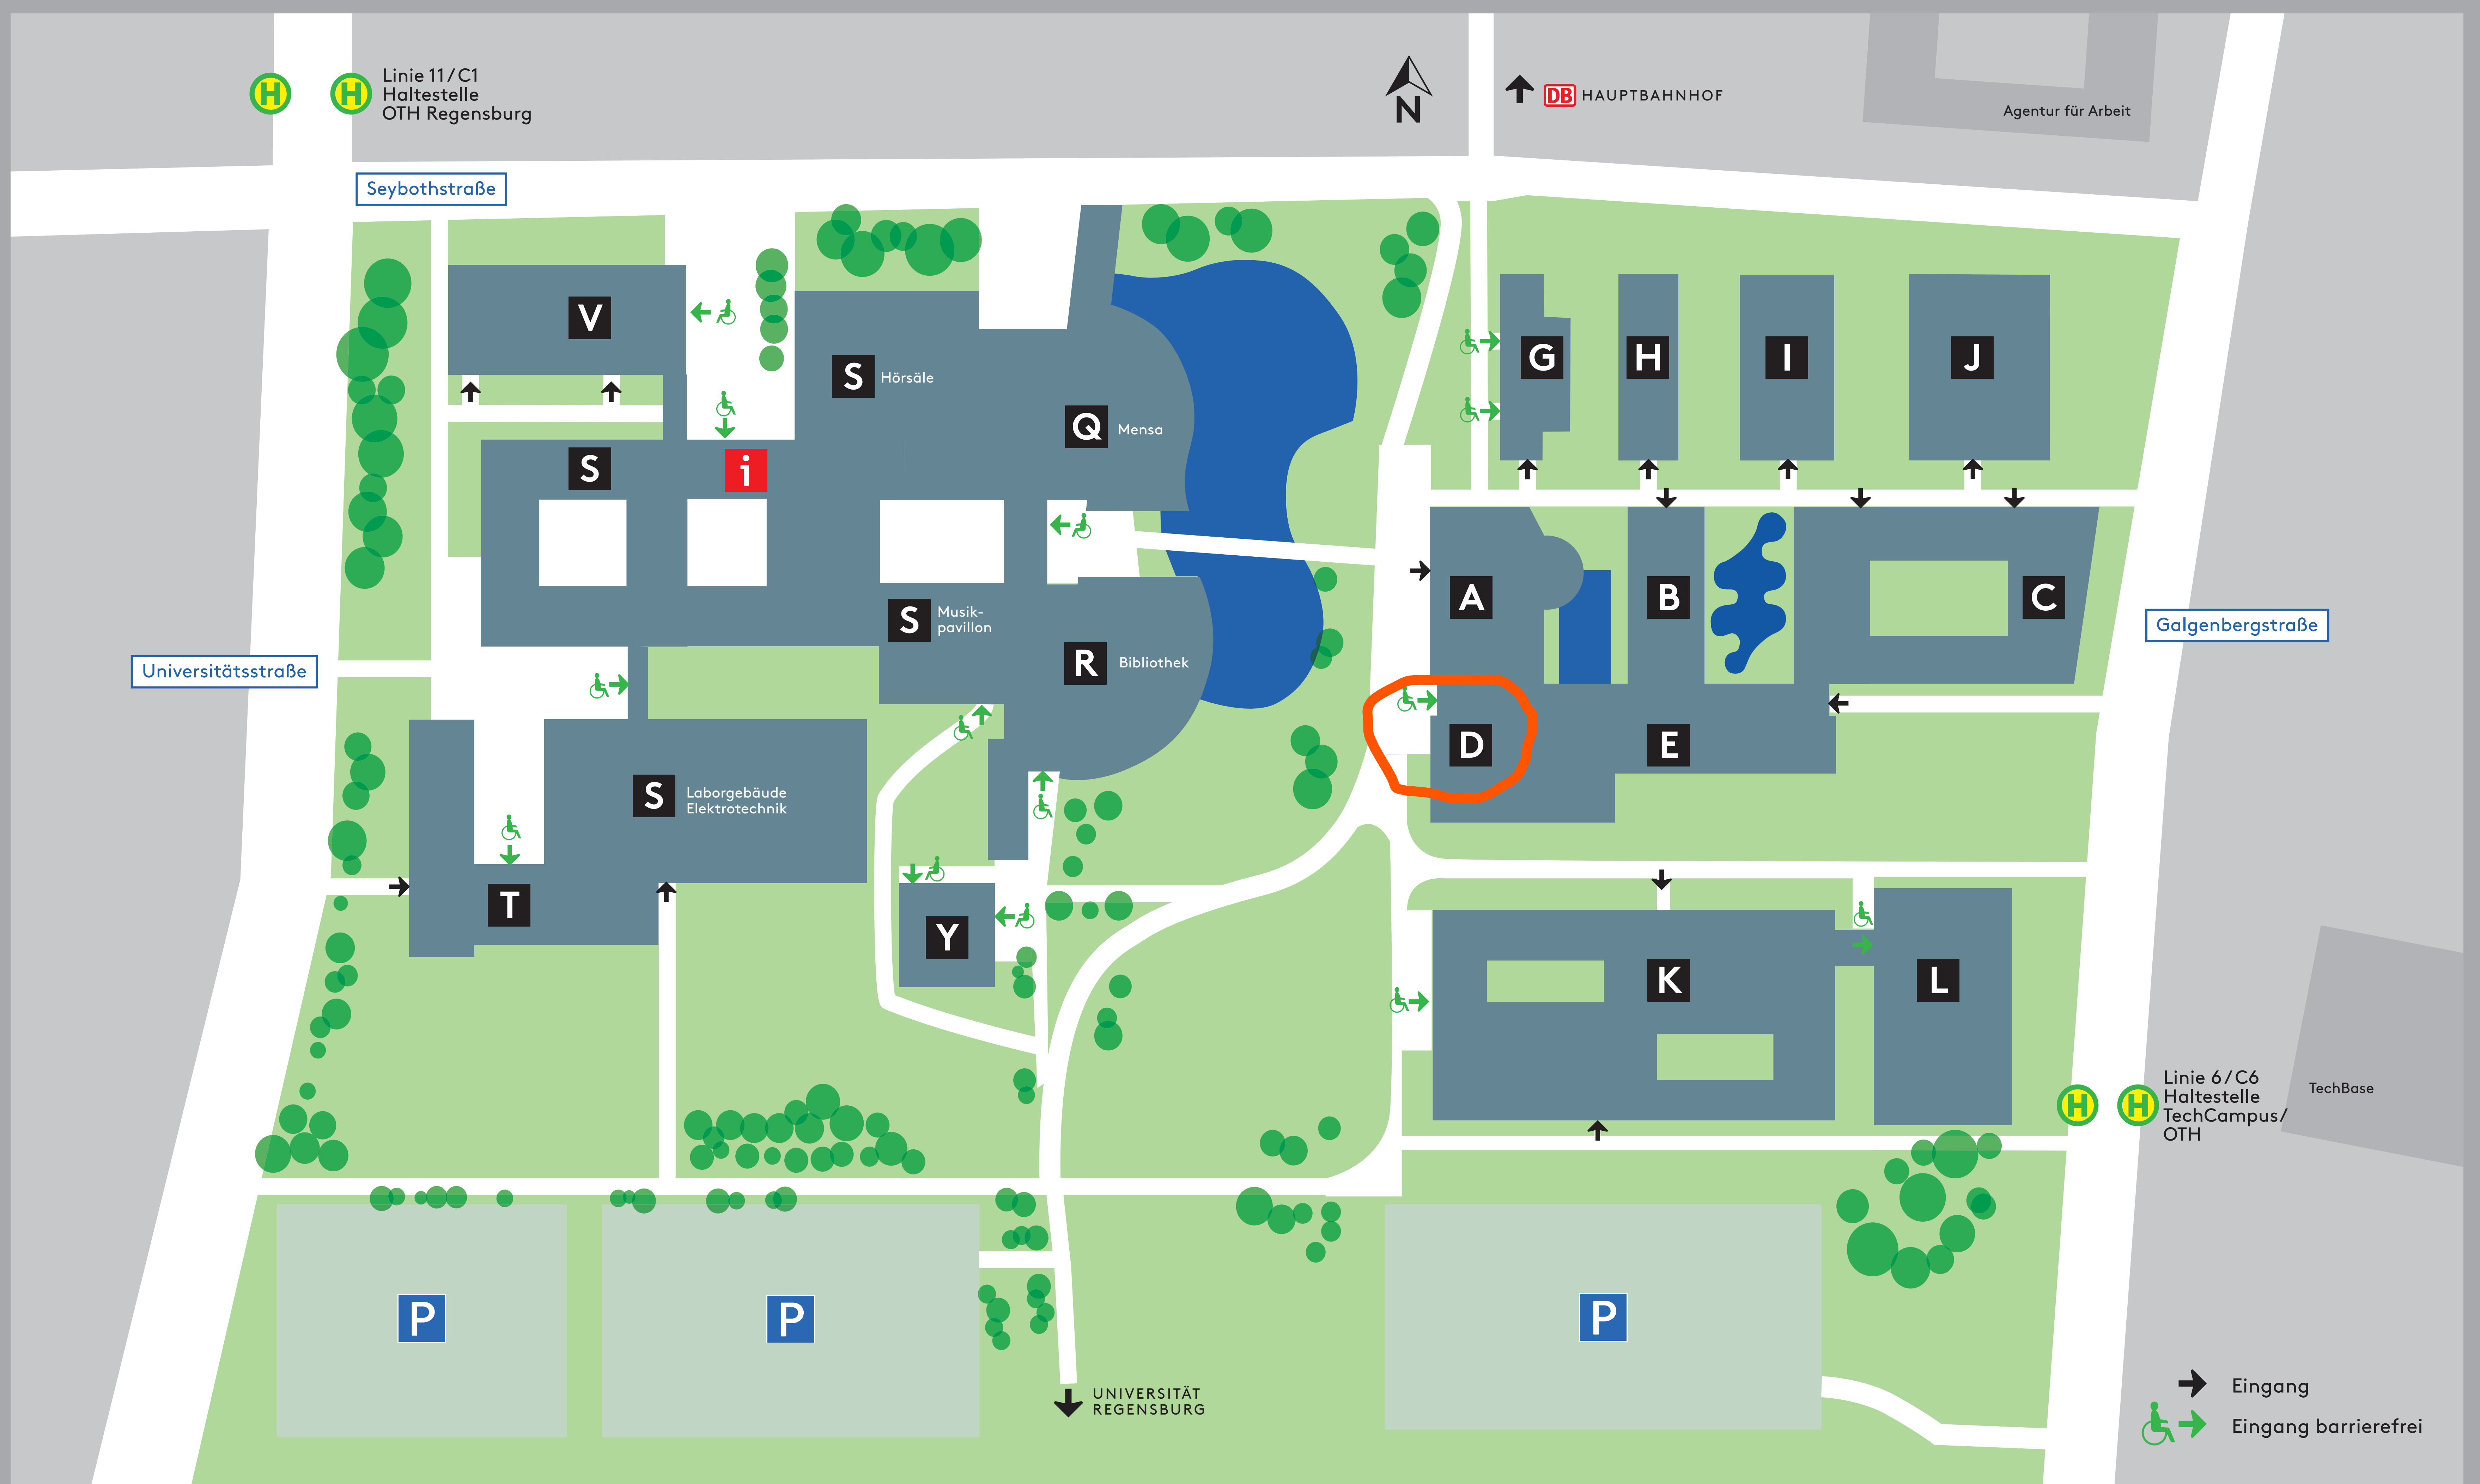 H
H
Linie 11/C1
Haltestelle
OTH Regensburg
N
DB HAUPTBAHNHOF
Agentur für Arbeit
Seybothstraße
V
S Hörsäle
Q Mensa
G
H
I
J
S
i
A
B
C
S Musik-
pavillon
R Bibliothek
Universitätsstraße
Galgenbergstraße
D
E
S Laborgebäude
Elektrotechnik
T
Y
K
L
H
H
Linie 6/C6
Haltestelle
TechCampus/
OTH
TechBase
P
P
P
UNIVERSITÄT
REGENSBURG
Eingang
Eingang barrierefrei